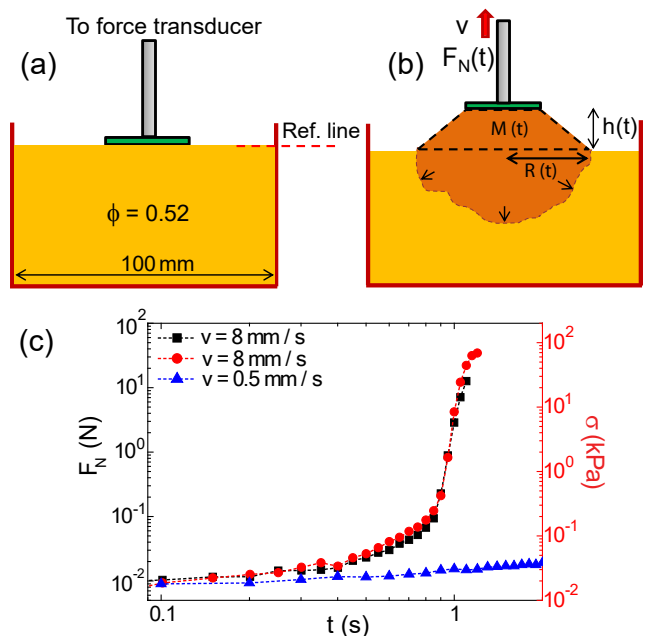 To force transducer
(a)
Ref. line
ϕ = 0.52
100 mm
(b)
v
F_N(t)
M (t)
h(t)
R (t)
(c)
v = 8 mm / s
v = 8 mm / s
v = 0.5 mm / s
F_N (N)
10^2
10^1
10^0
10^-1
10^-2
σ (kPa)
10^2
10^1
10^0
10^-1
10^-2
0.1
1
t (s)